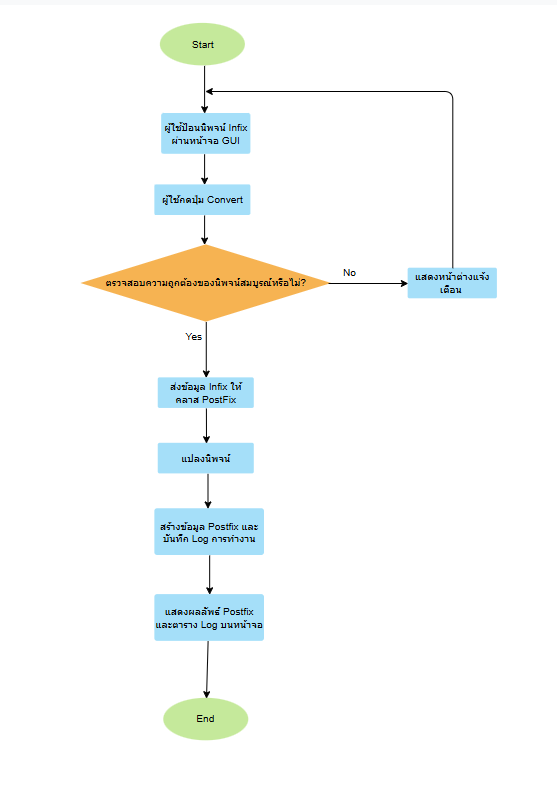 Start
ผู้ใช้ป้อนนิพจน์ Infix
ผ่านหน้าจอ GUI
ผู้ใช้กดปุ่ม Convert
ตรวจสอบความถูกต้องของนิพจน์สมบูรณ์หรือไม่?
No
แสดงหน้าต่างแจ้ง
เตือน
Yes
ส่งข้อมูล Infix ให้
คลาส PostFix
แปลงนิพจน์
สร้างข้อมูล Postfix และ
บันทึก Log การทำงาน
แสดงผลลัพธ์ Postfix
และตาราง Log บนหน้าจอ
End